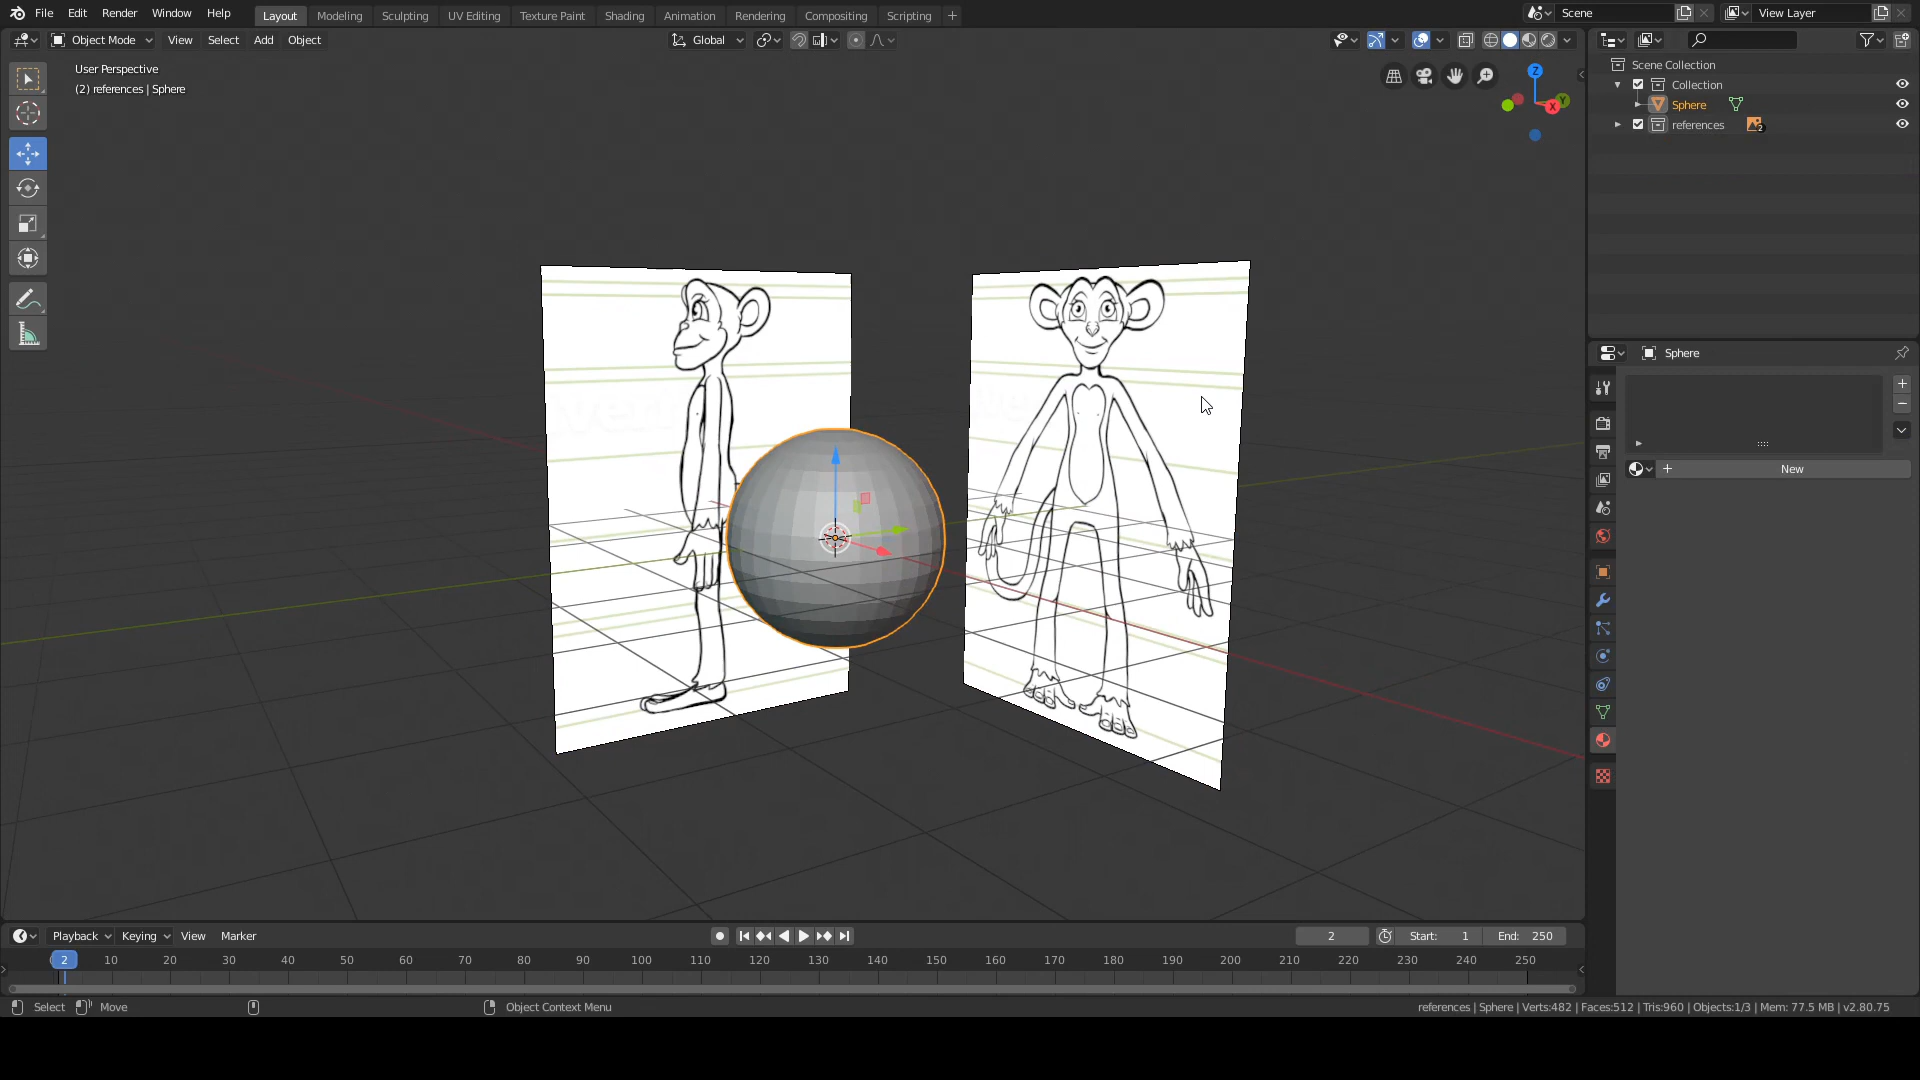 File Edit Render Window Help Layout Modeling Sculpting UV Editing Texture Paint Shading Animation Rendering Compositing Scripting + Scene View Layer
Object Mode View Select Add Object Global
User Perspective
(2) references | Sphere
Z
Y
X
Scene Collection
Collection
Sphere
references 2
Sphere
New
Playback Keying View Marker 2 Start: 1 End: 250
2 10 20 30 40 50 60 70 80 90 100 110 120 130 140 150 160 170 180 190 200 210 220 230 240 250
Select Move Object Context Menu references | Sphere | Verts:482 | Faces:512 | Tris:960 | Objects:1/3 | Mem: 77.5 MB | v2.80.75